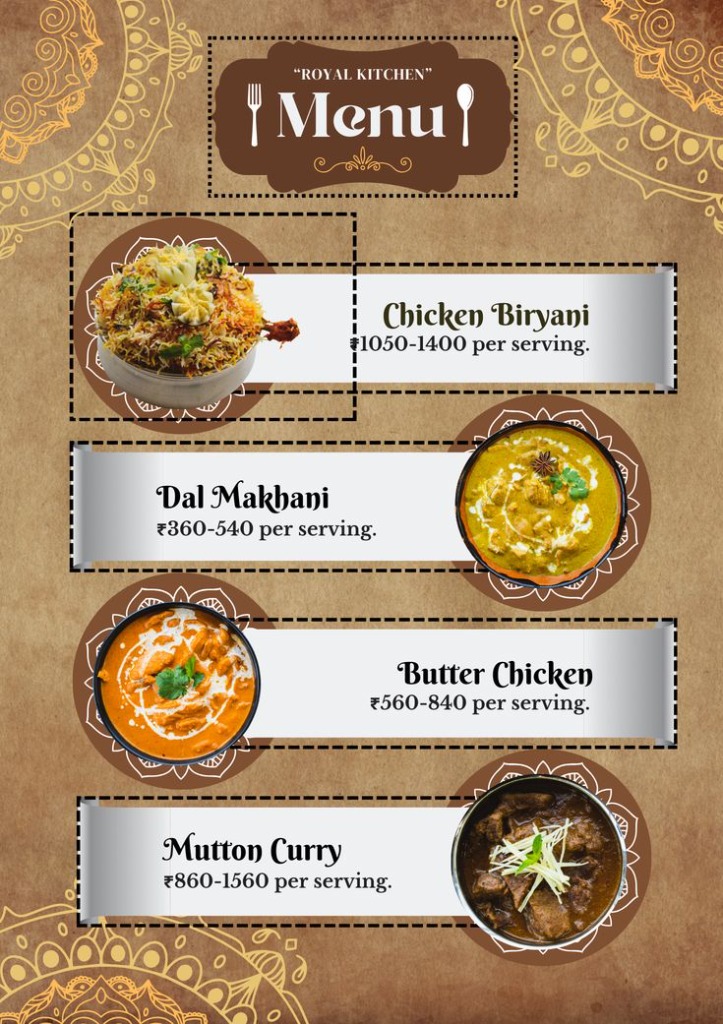 “ROYAL KITCHEN”
Menu
Chicken Biryani
₹1050-1400 per serving.
Dal Makhani
₹360-540 per serving.
Butter Chicken
₹560-840 per serving.
Mutton Curry
₹860-1560 per serving.